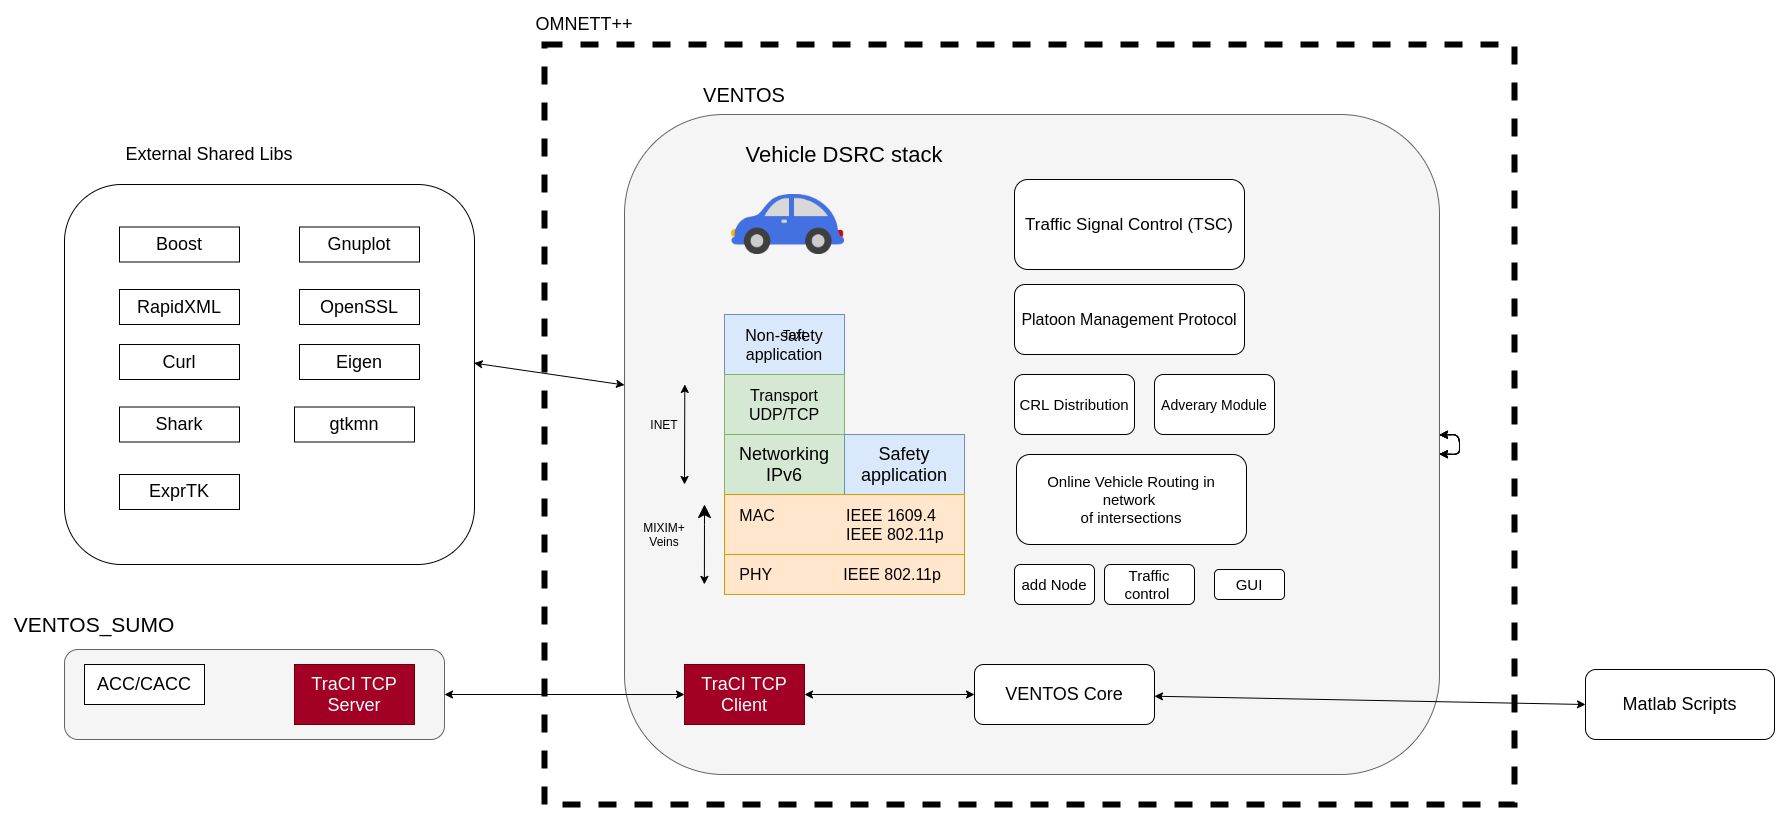 OMNETT++
VENTOS
External Shared Libs
Boost
Gnuplot
RapidXML
OpenSSL
Curl
Eigen
Shark
gtkmn
ExprTK
VENTOS_SUMO
ACC/CACC
TraCI TCP
Server
Vehicle DSRC stack
Non-safety
application
Text
Transport
UDP/TCP
INET
Networking
IPv6
Safety
application
MIXIM+
Veins
MAC
IEEE 1609.4
IEEE 802.11p
PHY
IEEE 802.11p
Traffic Signal Control (TSC)
Platoon Management Protocol
CRL Distribution
Adverary Module
Online Vehicle Routing in
network
of intersections
add Node
Traffic
control
GUI
TraCI TCP
Client
VENTOS Core
Matlab Scripts